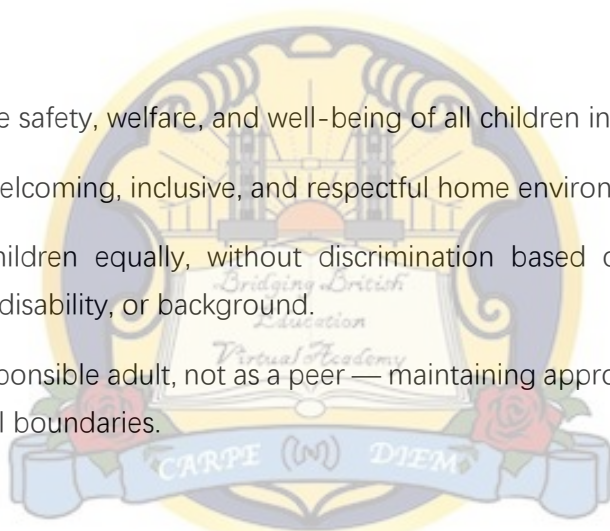 e safety, welfare, and well-being of all children in
elcoming, inclusive, and respectful home environ
hildren equally, without discrimination based o
disability, or background.
ponsible adult, not as a peer — maintaining appro
l boundaries.
Bridging British
Education
Virtual Academy
CARPE (IM) DIEM